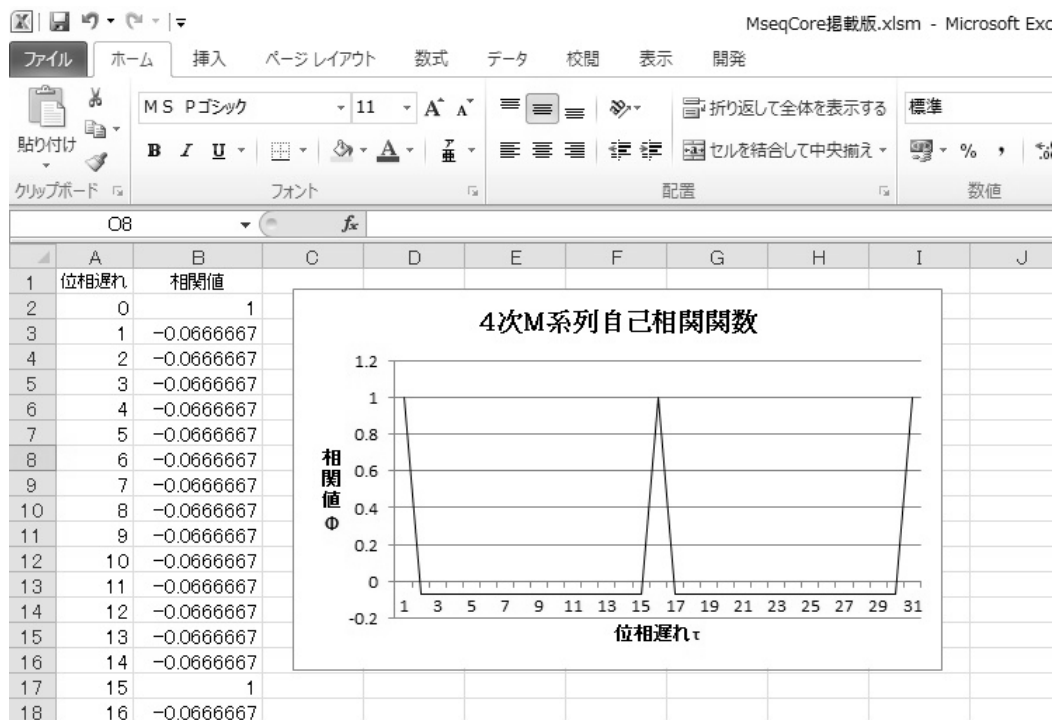 MseqCore掲載版.xlsm - Microsoft Exc
ファイル ホーム 挿入 ページ レイアウト 数式 データ 校閲 表示 開発
貼り付け
MS Pゴシック 11 折り返して全体を表示する 標準
B I U A ア亜 セルを結合して中央揃え %
クリップボード フォント 配置 数値
O8 fx
A B C D E F G H I J
1 位相遅れ 相関値
2 0 1
3 1 -0.0666667
4 2 -0.0666667
5 3 -0.0666667
6 4 -0.0666667
7 5 -0.0666667
8 6 -0.0666667
9 7 -0.0666667
10 8 -0.0666667
11 9 -0.0666667
12 10 -0.0666667
13 11 -0.0666667
14 12 -0.0666667
15 13 -0.0666667
16 14 -0.0666667
17 15 1
18 16 -0.0666667
4次M系列自己相関関数
相関値Φ
1.2
1
0.8
0.6
0.4
0.2
0
-0.2
1 3 5 7 9 11 13 15 17 19 21 23 25 27 29 31
位相遅れτ